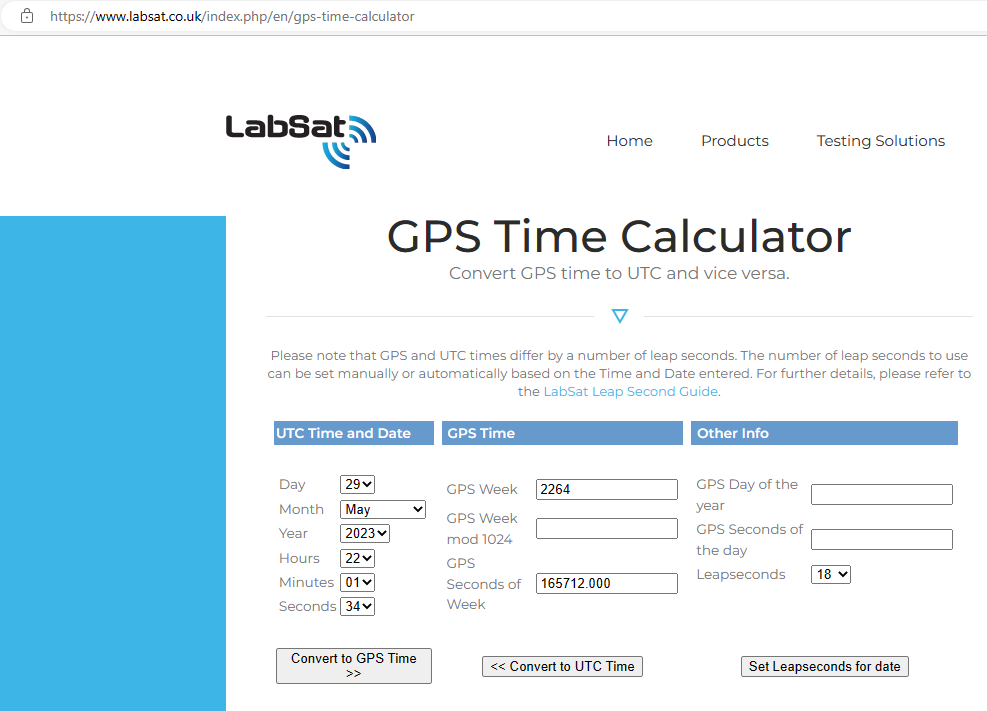 https://www.labsat.co.uk/index.php/en/gps-time-calculator
LabSat
Home Products Testing Solutions
GPS Time Calculator
Convert GPS time to UTC and vice versa.
Please note that GPS and UTC times differ by a number of leap seconds. The number of leap seconds to use
can be set manually or automatically based on the Time and Date entered. For further details, please refer to
the LabSat Leap Second Guide.
UTC Time and Date
Day 29
Month May
Year 2023
Hours 22
Minutes 01
Seconds 34
Convert to GPS Time
>>
GPS Time
GPS Week 2264
GPS Week
mod 1024
GPS
Seconds of 165712.000
Week
<< Convert to UTC Time
Other Info
GPS Day of the
year
GPS Seconds of
the day
Leapseconds 18
Set Leapseconds for date